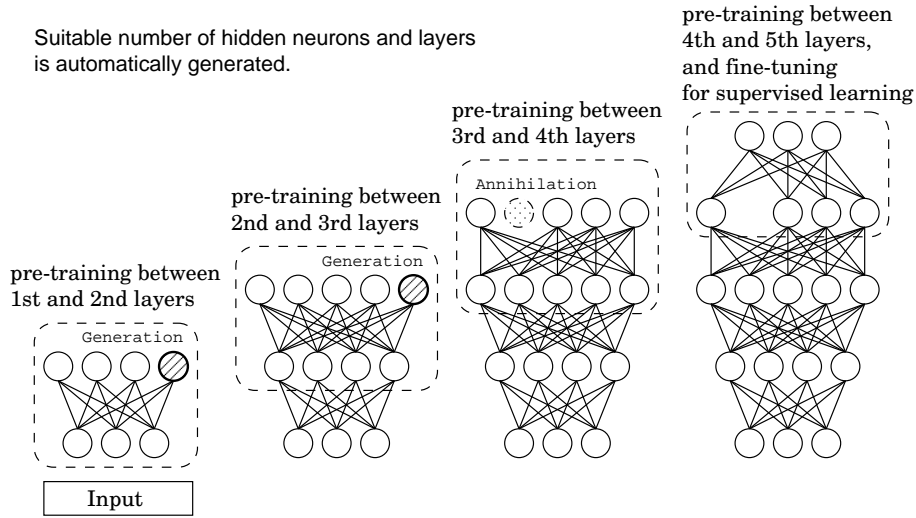 Suitable number of hidden neurons and layers
is automatically generated.
pre-training between
1st and 2nd layers
Generation
Input
pre-training between
2nd and 3rd layers
Generation
pre-training between
3rd and 4th layers
Annihilation
pre-training between
4th and 5th layers,
and fine-tuning
for supervised learning